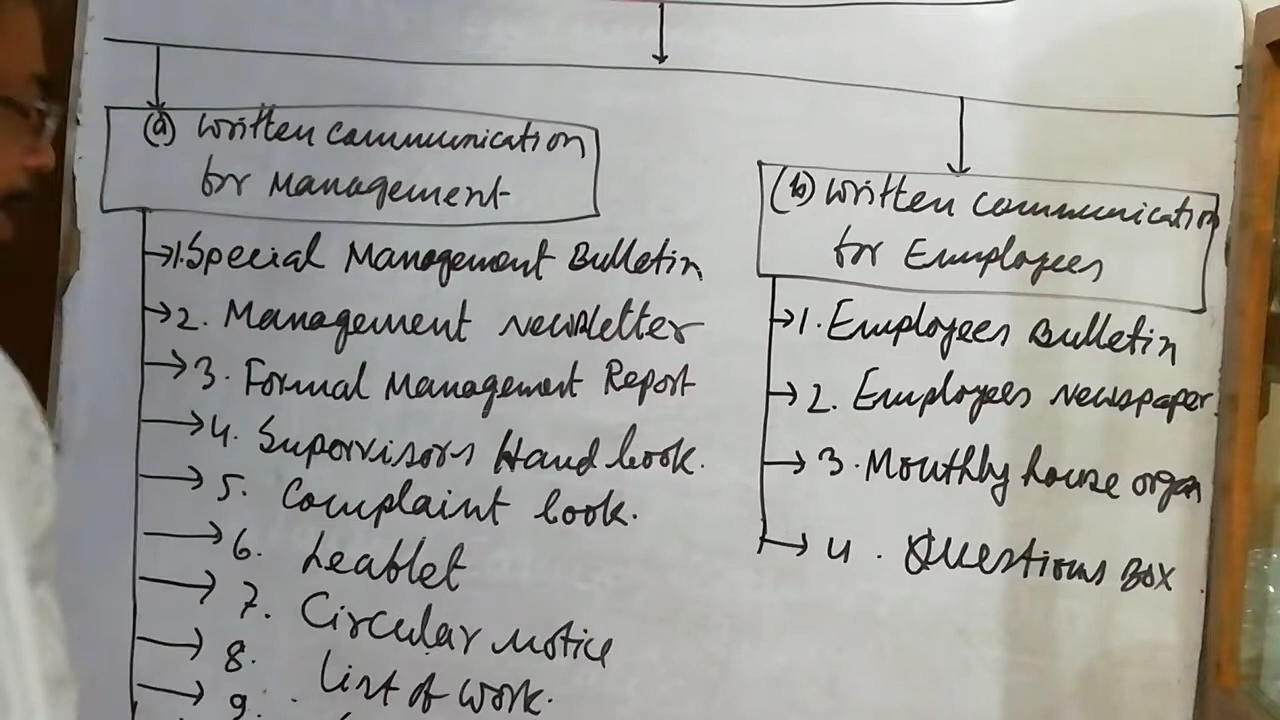 (a) Written communication
for Management
1. Special Management Bulletin
2. Management Newsletter
3. Formal Management Report
4. Supervisors Hand book.
5. Complaint book.
6. Leaflet
7. Circular notice
8. List of work.
9.
(b) Written communication
for Employees
1. Employees Bulletin
2. Employees Newspaper
3. Monthly house organ
4. Questions Box